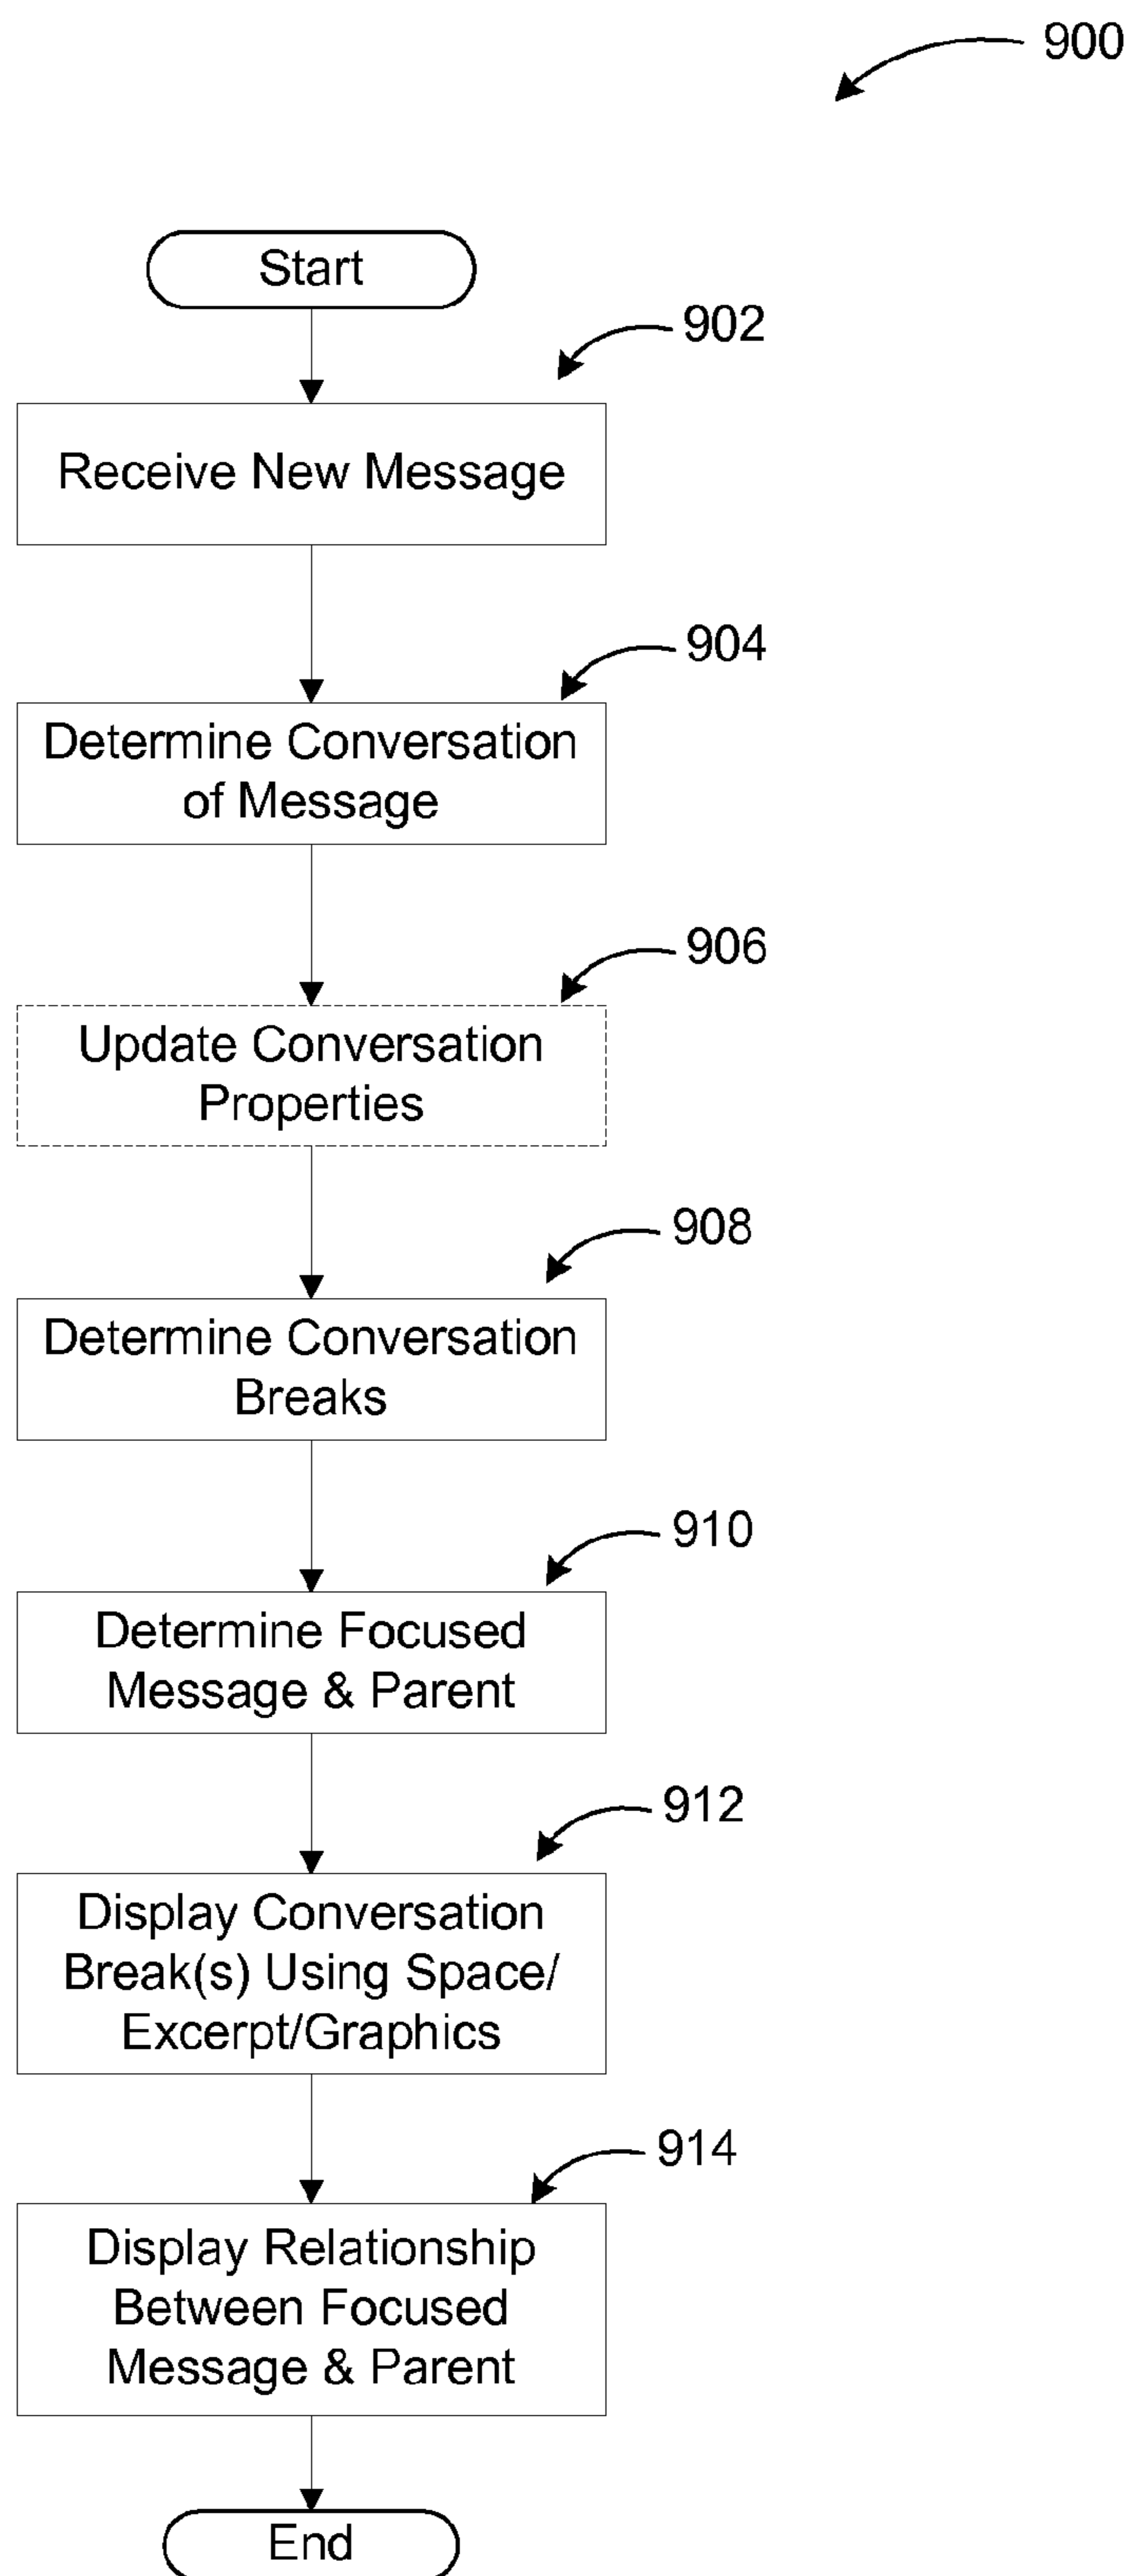 900
Start
902
Receive New Message
904
Determine Conversation
of Message
906
Update Conversation
Properties
908
Determine Conversation
Breaks
910
Determine Focused
Message & Parent
912
Display Conversation
Break(s) Using Space/
Excerpt/Graphics
914
Display Relationship
Between Focused
Message & Parent
End